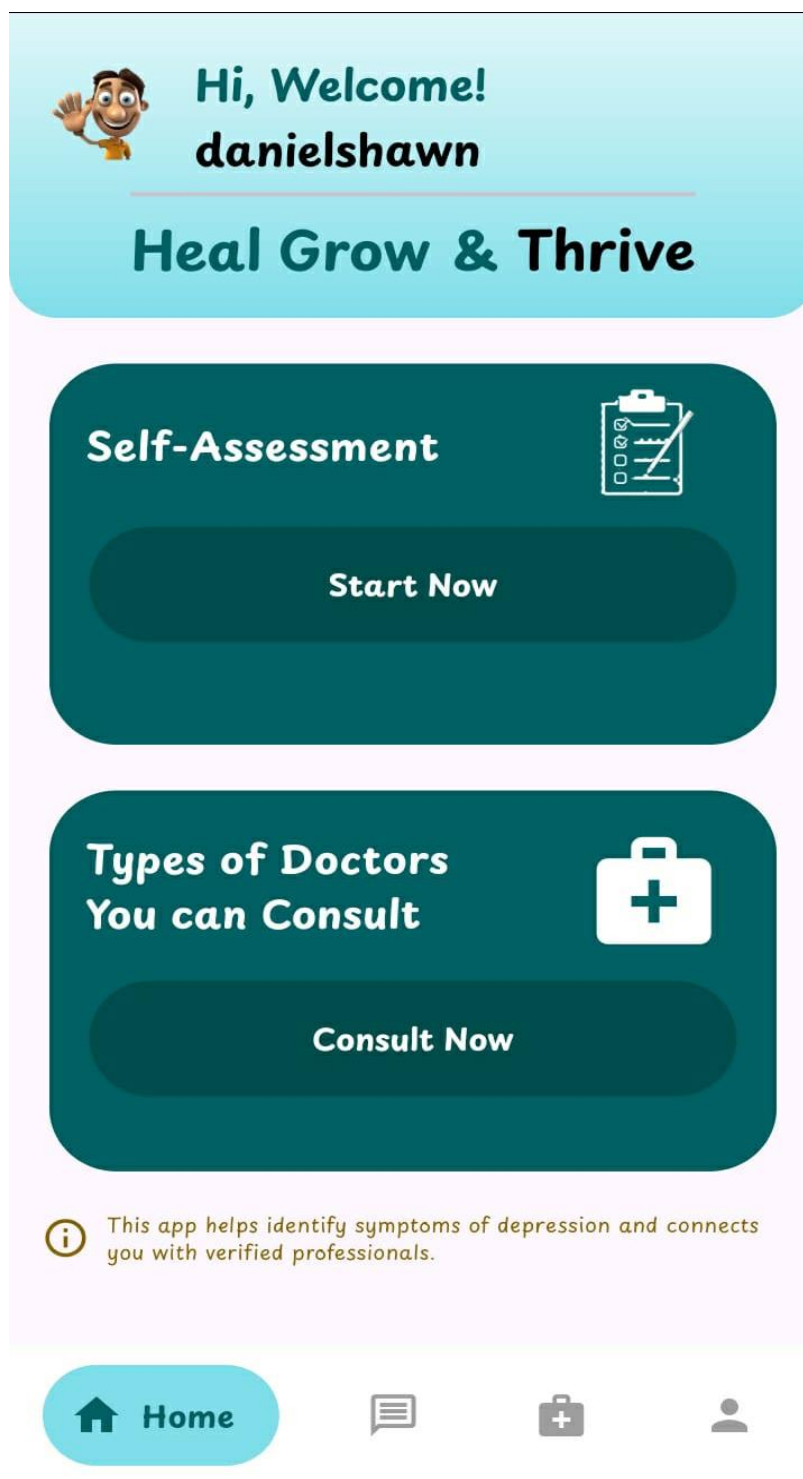 Hi, Welcome!
danielshawn
Heal Grow & Thrive
Self-Assessment
Start Now
Types of Doctors
You can Consult
Consult Now
This app helps identify symptoms of depression and connects
you with verified professionals.
Home